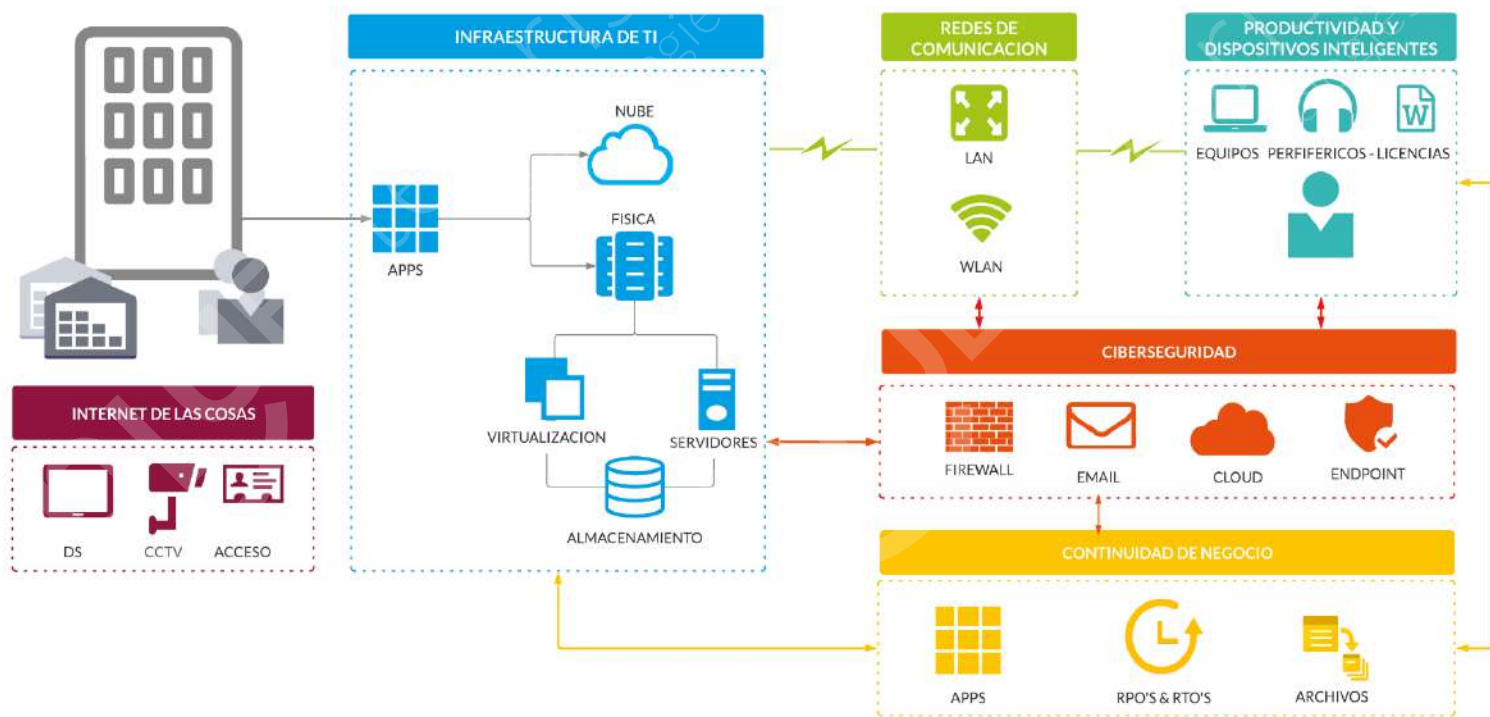 INFRAESTRUCTURA DE TI
NUBE
FISICA
APPS
VIRTUALIZACION
SERVIDORES
ALMACENAMIENTO
REDES DE
COMUNICACION
LAN
WLAN
PRODUCTIVIDAD Y
DISPOSITIVOS INTELIGENTES
W
EQUIPOS PERFIFERICOS - LICENCIAS
INTERNET DE LAS COSAS
DS CCTV ACCESO
CIBERSEGURIDAD
FIREWALL EMAIL CLOUD ENDPOINT
CONTINUIDAD DE NEGOCIO
APPS RPO'S & RTO'S ARCHIVOS